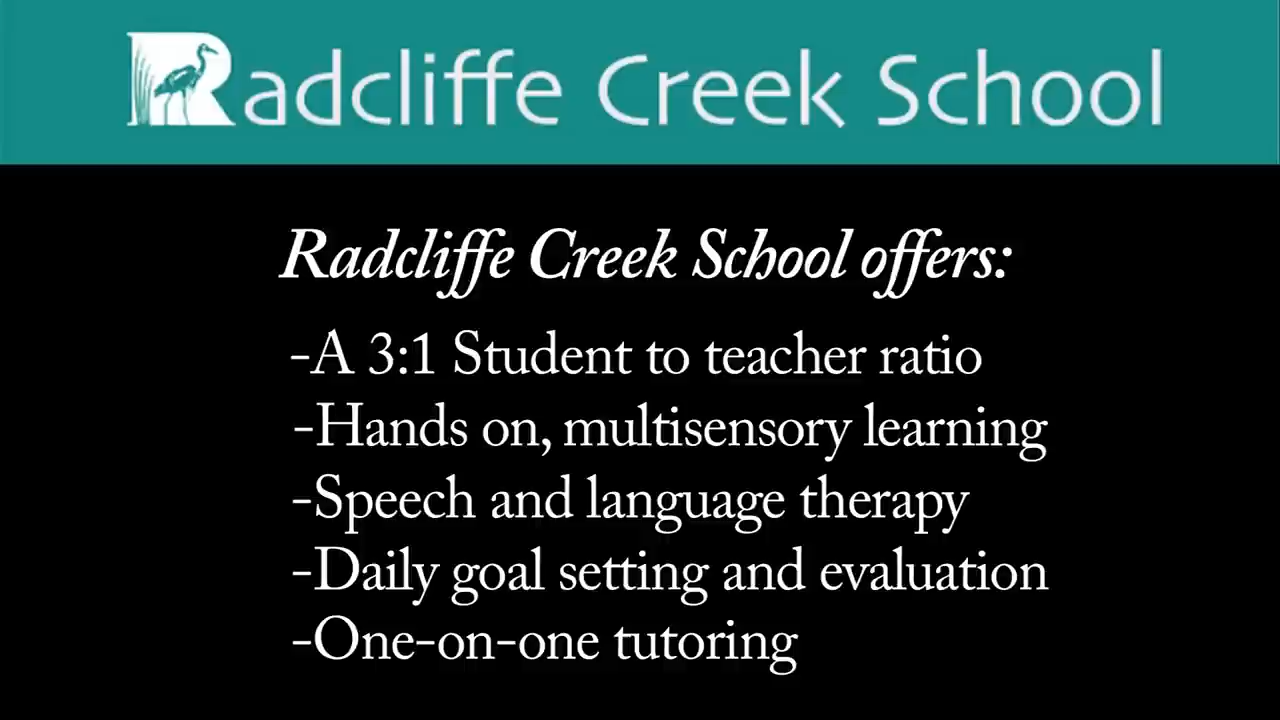 Radcliffe Creek School
Radcliffe Creek School offers:
-A 3:1 Student to teacher ratio
-Hands on, multisensory learning
-Speech and language therapy
-Daily goal setting and evaluation
-One-on-one tutoring